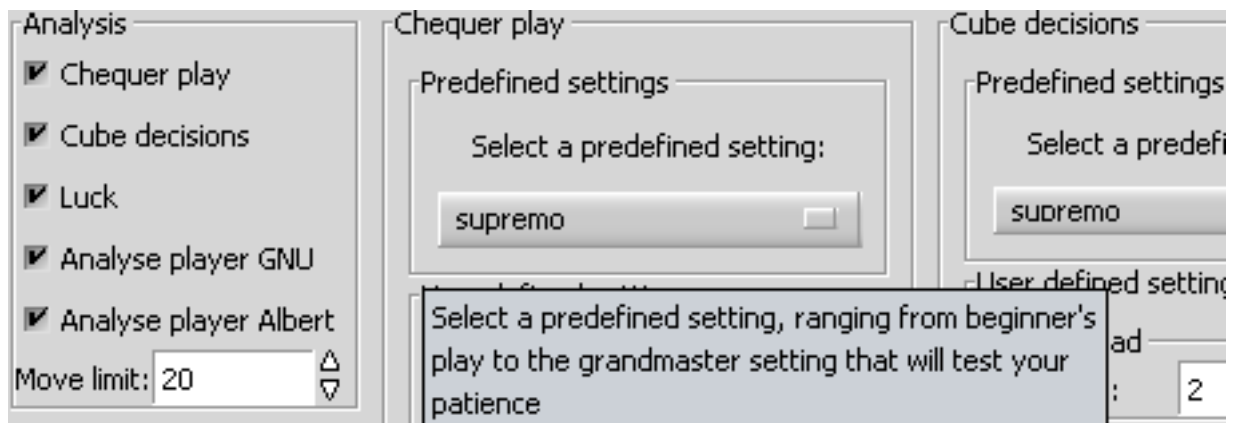 Analysis
Chequer play
Cube decisions
Luck
Analyse player GNU
Analyse player Albert
Move limit: 20
Chequer play
Predefined settings
Select a predefined setting:
supremo
Select a predefined setting, ranging from beginner's
play to the grandmaster setting that will test your
patience
Cube decisions
Predefined settings
Select a predefi
supremo
User defined setting
ad
: 2